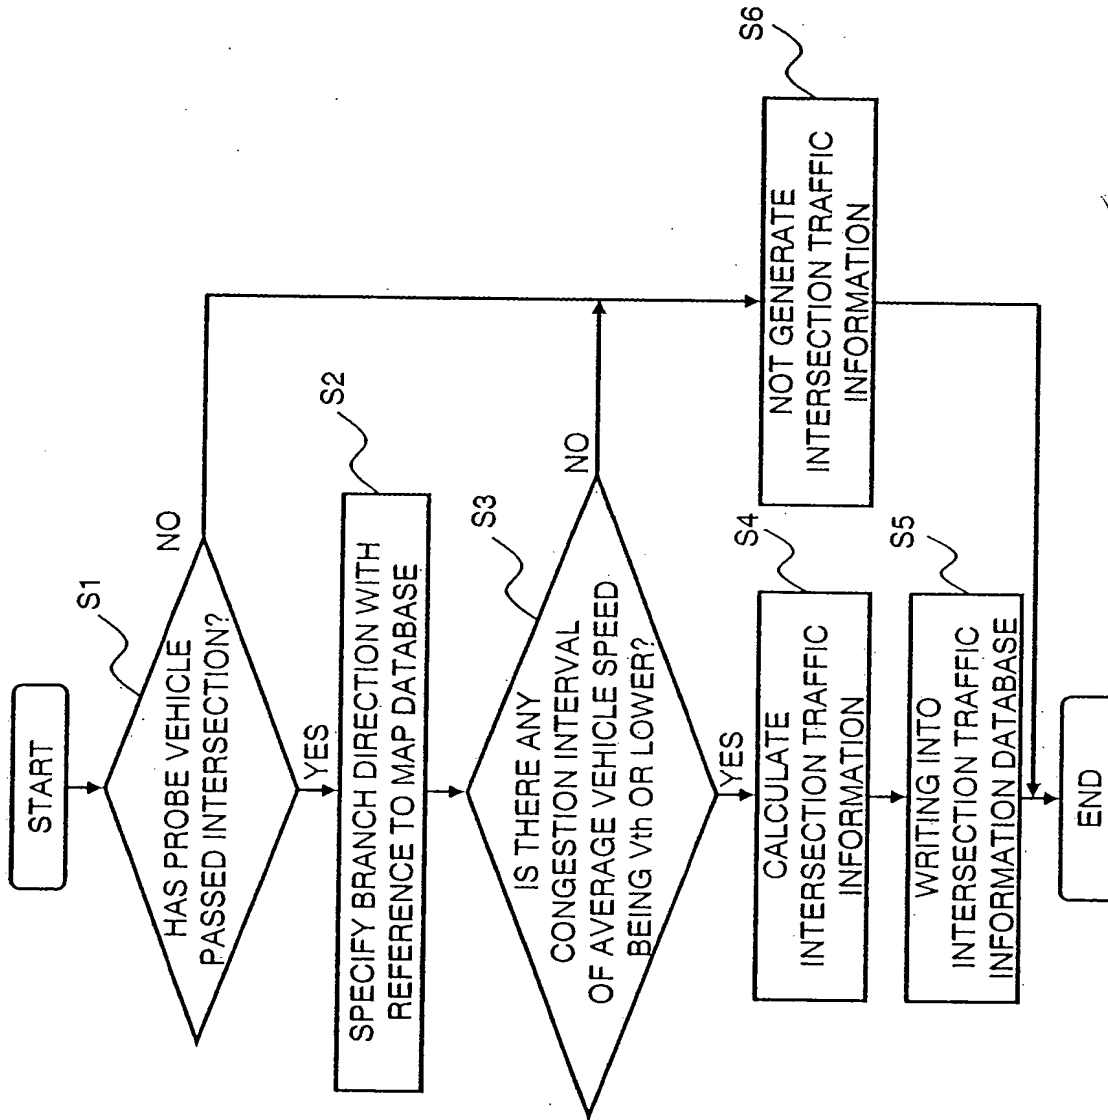 START
S1
HAS PROBE VEHICLE
PASSED INTERSECTION?
NO
YES
S2
SPECIFY BRANCH DIRECTION WITH
REFERENCE TO MAP DATABASE
S3
IS THERE ANY
CONGESTION INTERVAL
OF AVERAGE VEHICLE SPEED
BEING Vth OR LOWER?
NO
YES
S4
CALCULATE
INTERSECTION TRAFFIC
INFORMATION
S6
NOT GENERATE
INTERSECTION TRAFFIC
INFORMATION
S5
WRITING INTO
INTERSECTION TRAFFIC
INFORMATION DATABASE
END